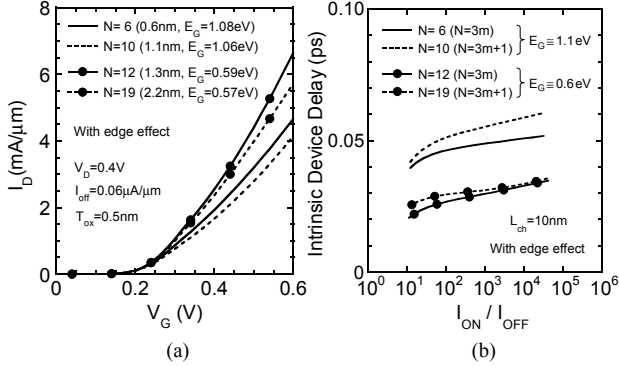 (a)
8
6
4
2
0
I_D(mA/μm)
N= 6 (0.6nm, E_G=1.08eV)
N=10 (1.1nm, E_G=1.06eV)
N=12 (1.3nm, E_G=0.59eV)
N=19 (2.2nm, E_G=0.57eV)
With edge effect
V_D=0.4V
I_off=0.06μA/μm
T_ox=0.5nm
0 0.2 0.4 0.6
V_G (V)
(a)
(b)
0.10
0.05
0
Intrinsic Device Delay (ps)
N= 6 (N=3m)
N=10 (N=3m+1)
E_G≅1.1eV
N=12 (N=3m)
N=19 (N=3m+1)
E_G≅0.6eV
L_ch=10nm
With edge effect
10^0 10^1 10^2 10^3 10^4 10^5 10^6
I_ON / I_OFF
(b)